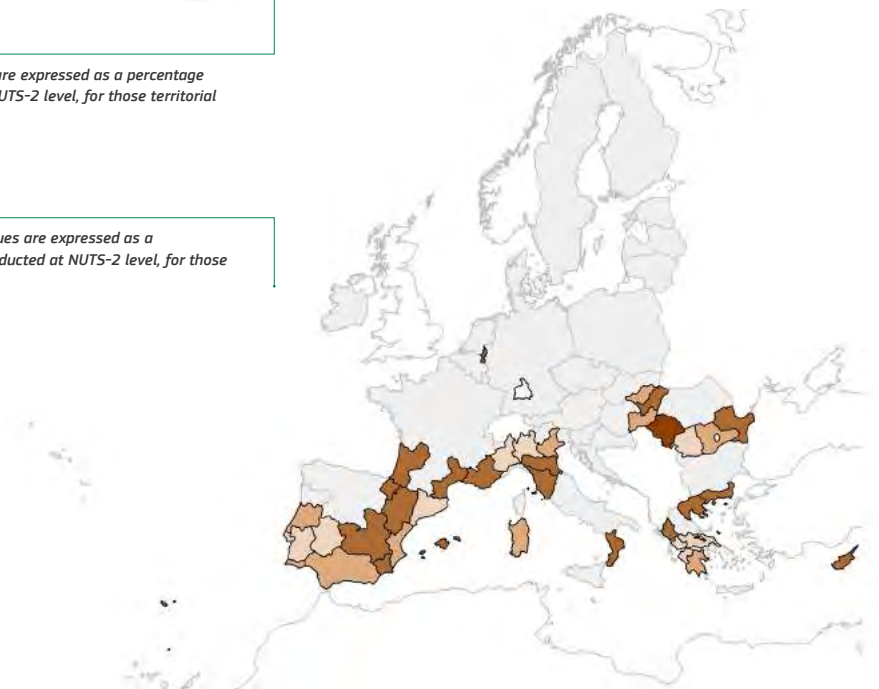 are expressed as a percentage
NUTS-2 level, for those territorial
ues are expressed as a
ducted at NUTS-2 level, for those